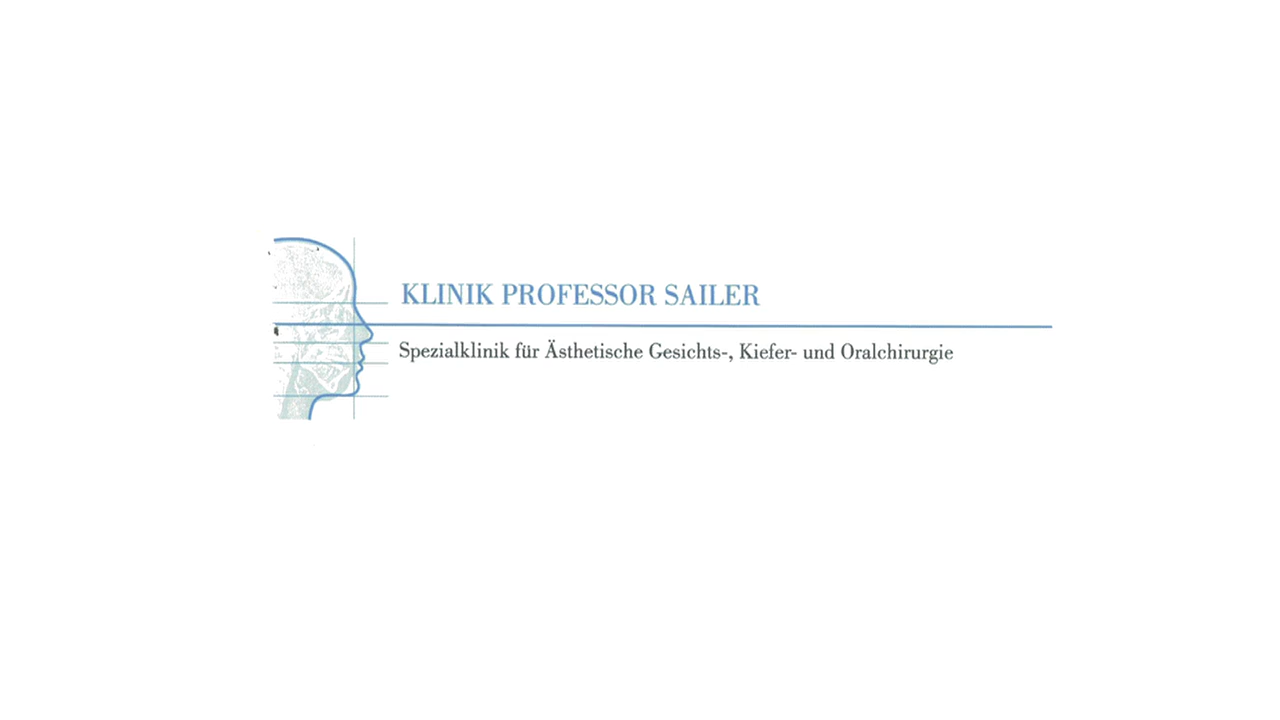 KLINIK PROFESSOR SAILER
Spezialklinik für Ästhetische Gesichts-, Kiefer- und Oralchirurgie